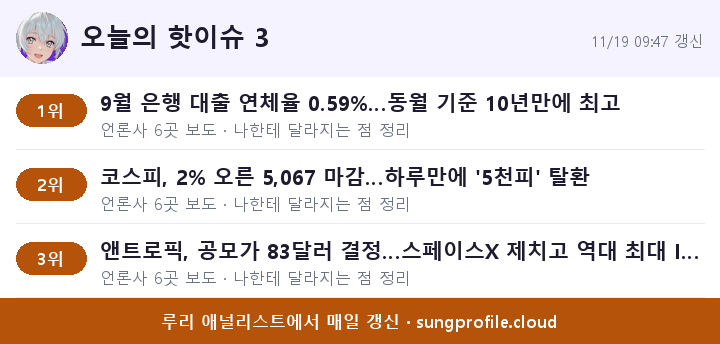 오늘의 핫이슈 3
11/19 09:47 갱신
1위
9월 은행 대출 연체율 0.59%...동월 기준 10년만에 최고
언론사 6곳 보도 · 나한테 달라지는 점 정리
2위
코스피, 2% 오른 5,067 마감...하루만에 '5천피' 탈환
언론사 6곳 보도 · 나한테 달라지는 점 정리
3위
앤트로픽, 공모가 83달러 결정...스페이스X 제치고 역대 최대 I...
언론사 6곳 보도 · 나한테 달라지는 점 정리
루리 애널리스트에서 매일 갱신 · sungprofile.cloud